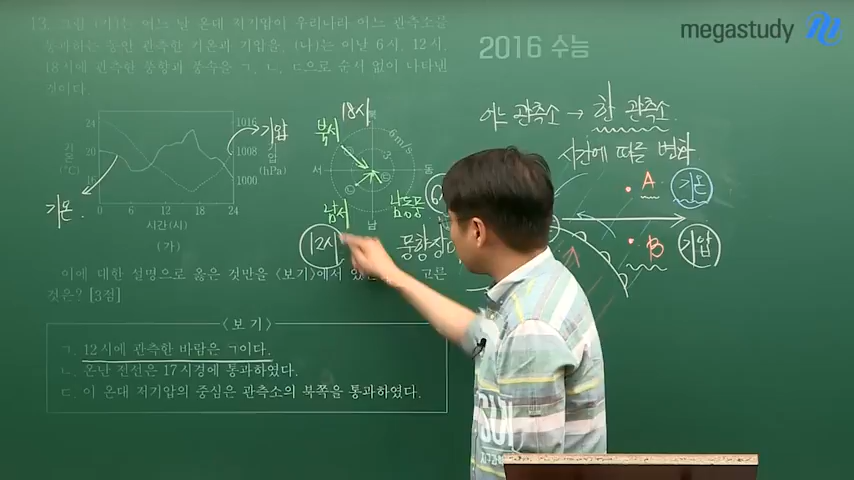 megastudy
2016 수능
13. 그림 (가)는 어느 날 온대 저기압이 우리나라 어느 관측소를
통과하는 동안 관측한 기온과 기압을, (나)는 이날 6시, 12시,
18시에 관측한 풍향과 풍속을 ㄱ, ㄴ, ㄷ으로 순서 없이 나타낸
것이다.
24
20
16
기온
(℃)
1016
1008
1000
기압
(hPa)
0 6 12 18 24
시간(시)
(가)
기온
기압
18시
북
북서
6 m/s
3
서
동
ㄴ
ㄷ
남서
남동풍
남
12시
6
풍향
어느 관측소 → 한 관측소
시간에 따른 변화
A
기온
B
기압
이에 대한 설명으로 옳은 것만을 <보기>에서 있는 고른
것은? [3점]
<보 기>
ㄱ. 12시에 관측한 바람은 ㄱ이다.
ㄴ. 온난 전선은 17시경에 통과하였다.
ㄷ. 이 온대 저기압의 중심은 관측소의 북쪽을 통과하였다.